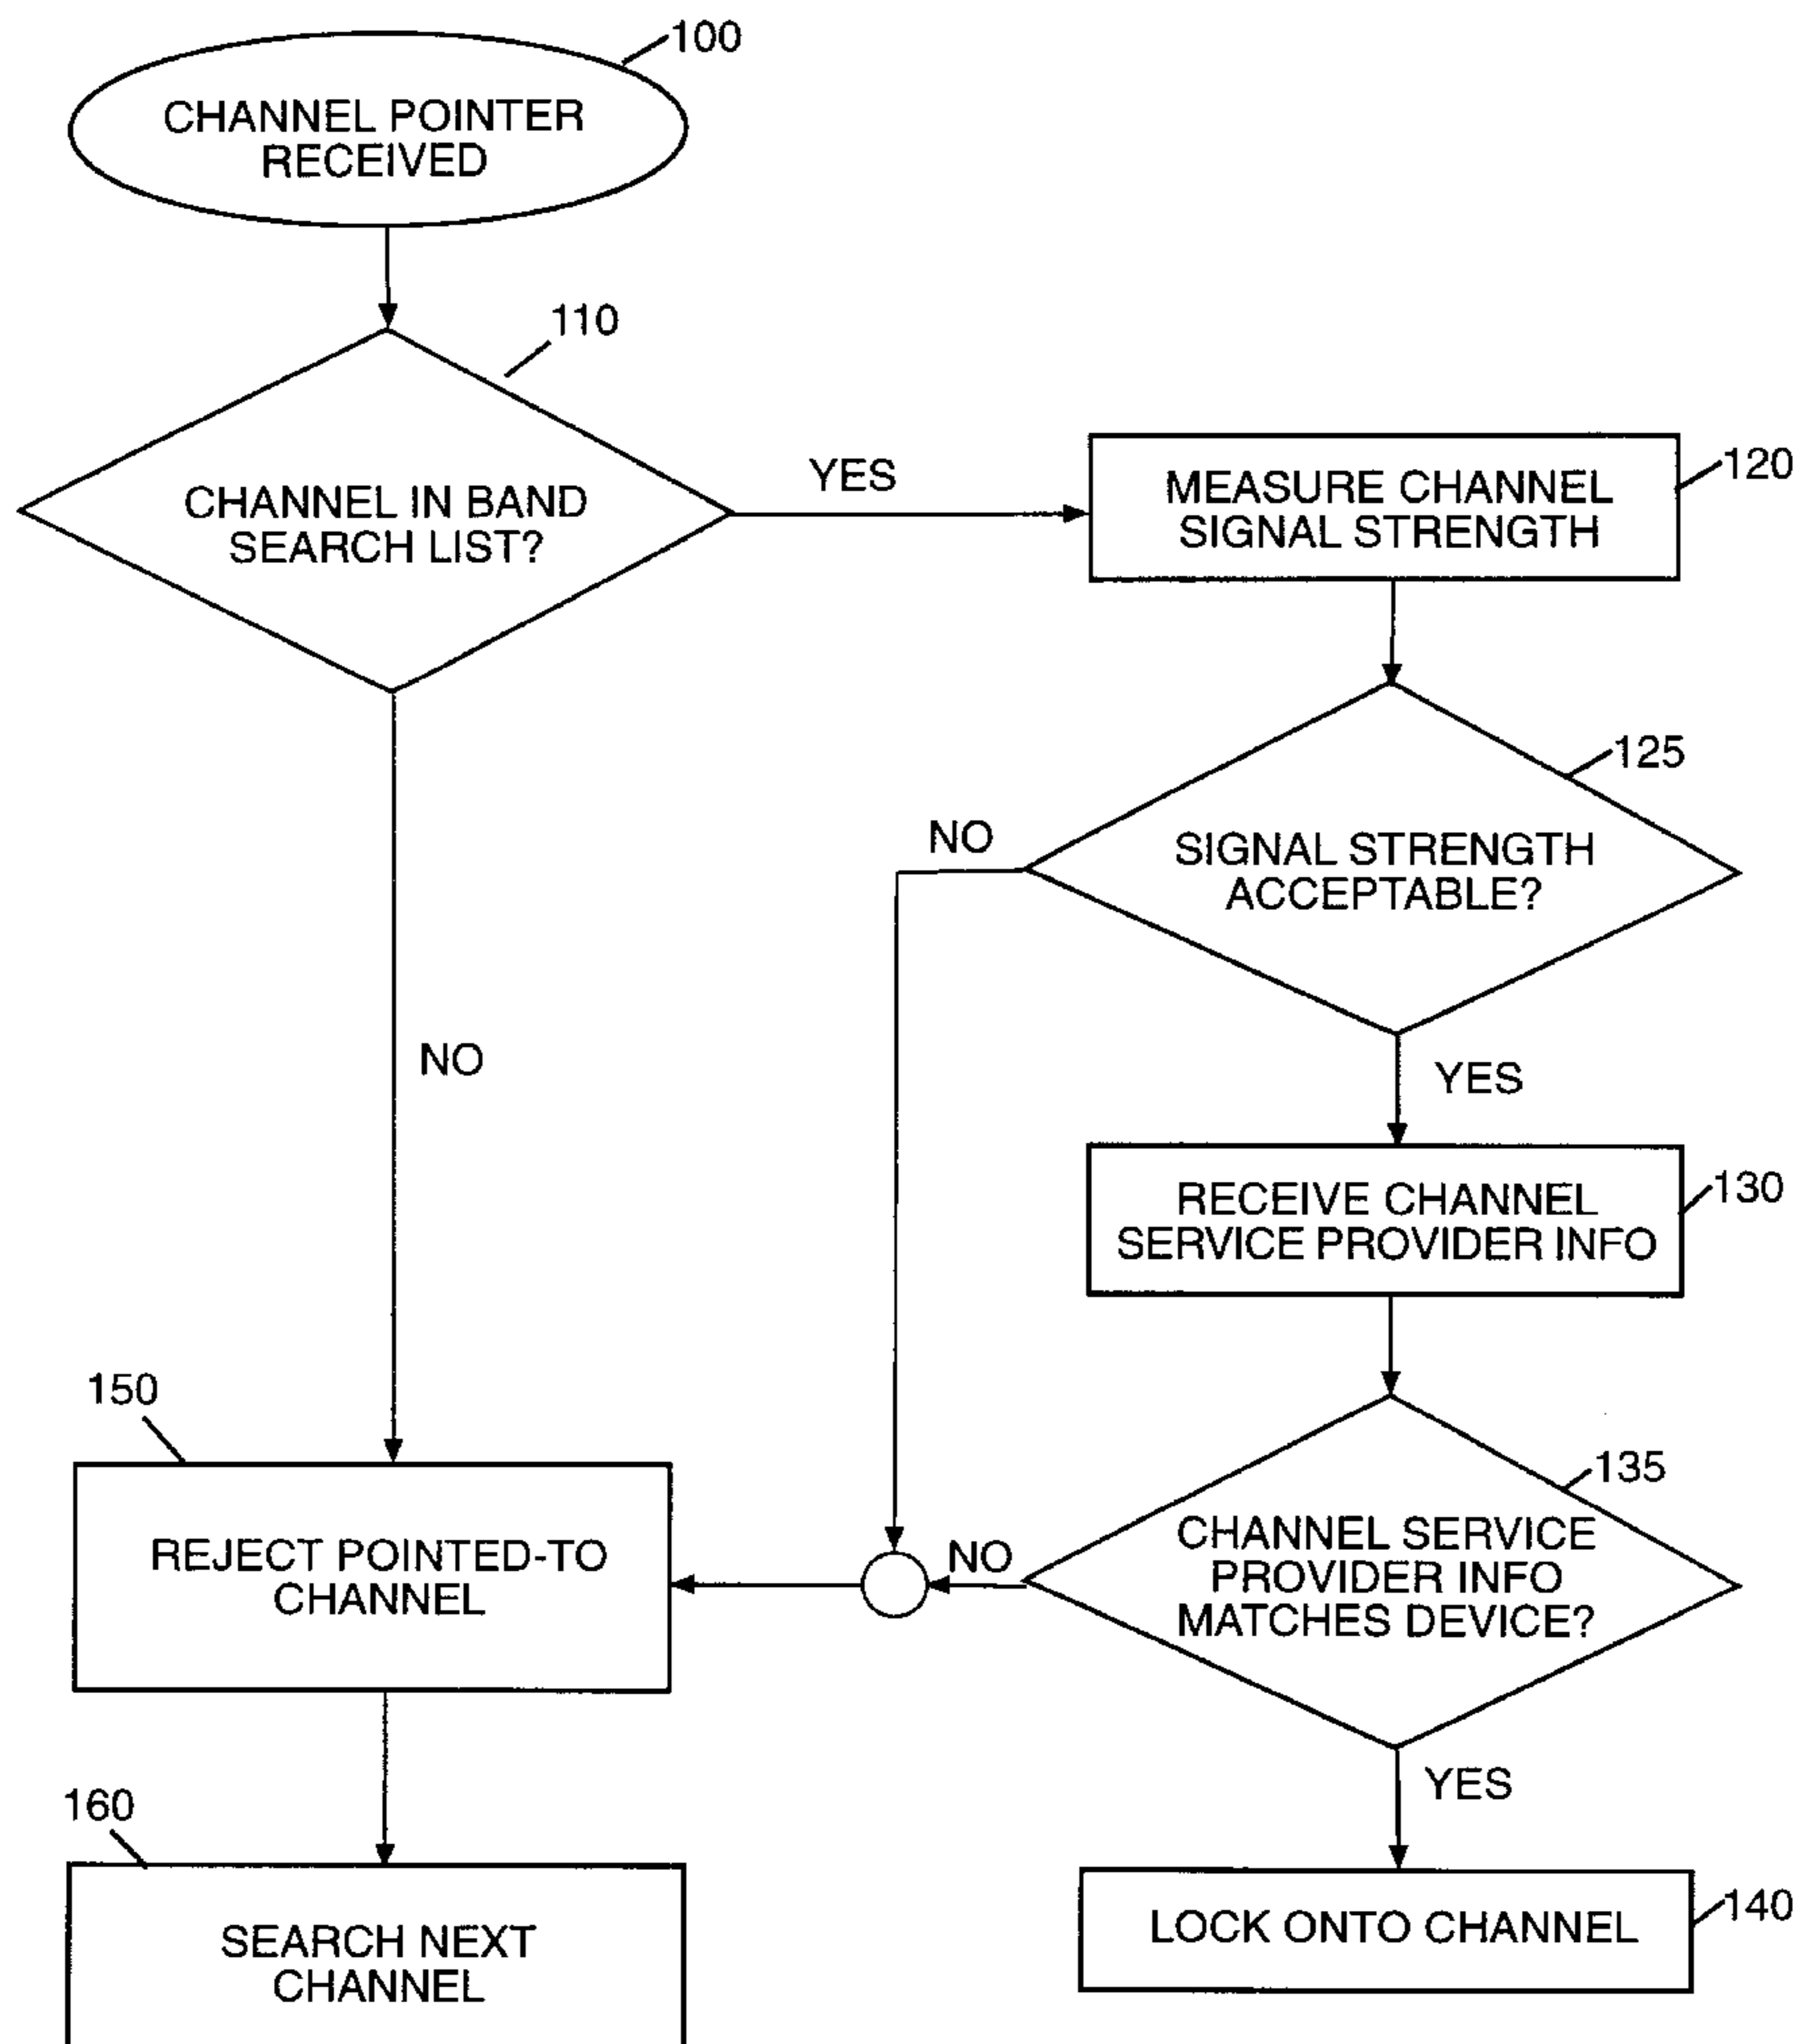 100
CHANNEL POINTER
RECEIVED
110
CHANNEL IN BAND
SEARCH LIST?
YES
MEASURE CHANNEL
SIGNAL STRENGTH
120
125
SIGNAL STRENGTH
ACCEPTABLE?
NO
YES
NO
RECEIVE CHANNEL
SERVICE PROVIDER INFO
130
135
CHANNEL SERVICE
PROVIDER INFO
MATCHES DEVICE?
NO
150
REJECT POINTED-TO
CHANNEL
YES
160
SEARCH NEXT
CHANNEL
LOCK ONTO CHANNEL
140